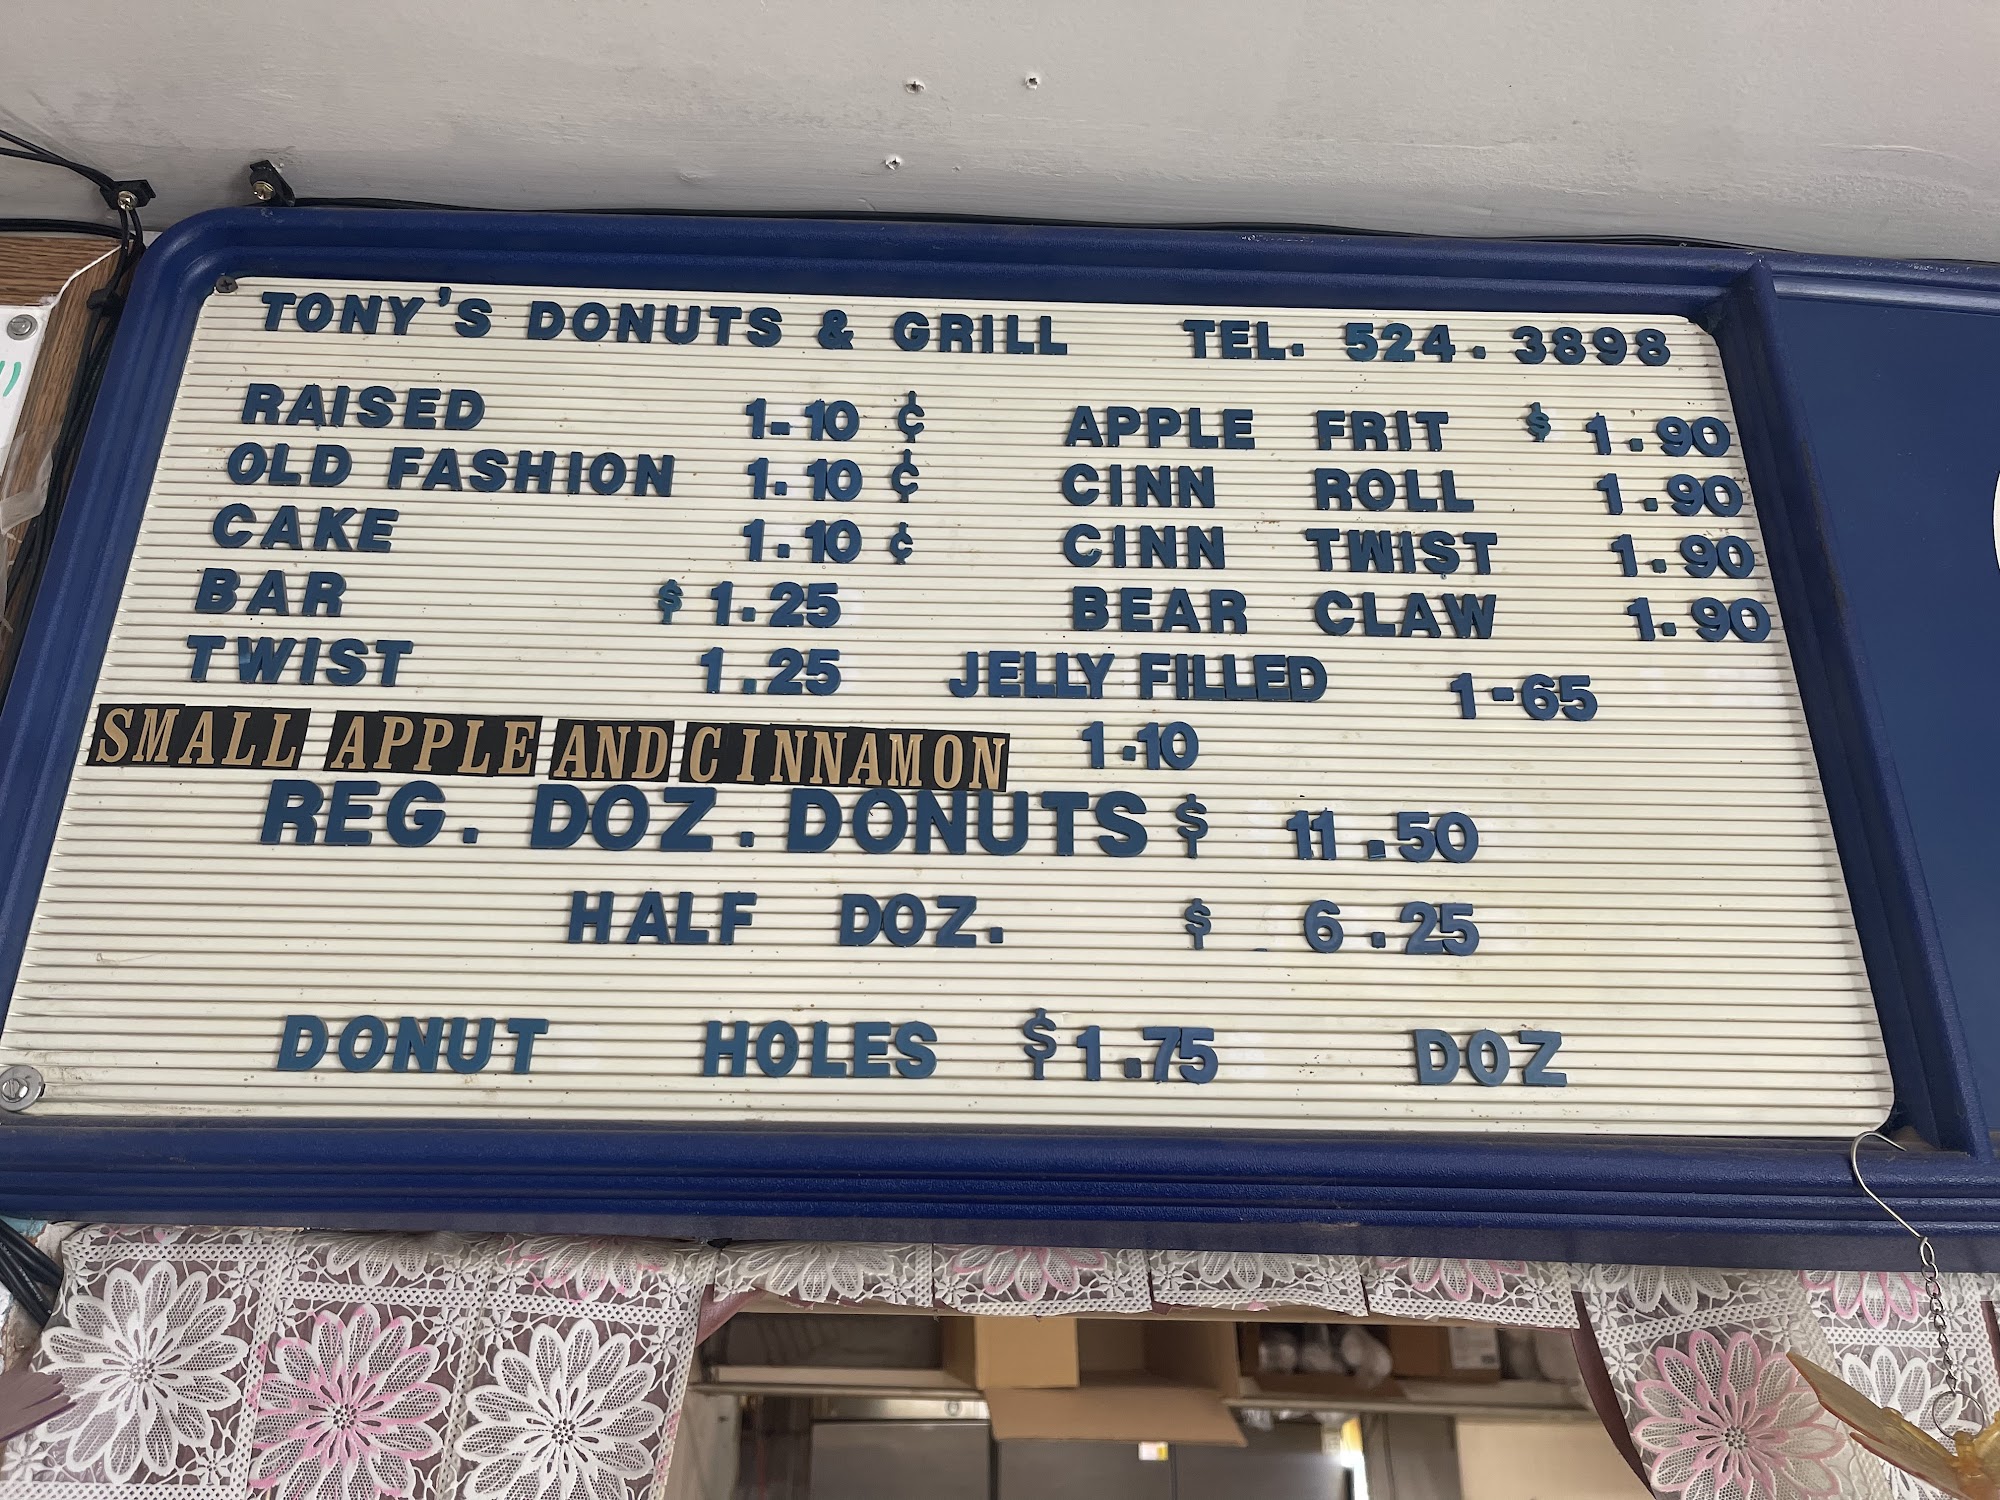 TONY'S DONUTS & GRILL TEL. 524.3898
RAISED 1.10 ¢ APPLE FRIT $ 1.90
OLD FASHION 1.10 ¢ CINN ROLL 1.90
CAKE 1.10 ¢ CINN TWIST 1.90
BAR $ 1.25 BEAR CLAW 1.90
TWIST 1.25 JELLY FILLED 1-65
SMALL APPLE AND CINNAMON 1.10
REG. DOZ. DONUTS $ 11.50
HALF DOZ. $ 6.25
DONUT HOLES $1.75 DOZ